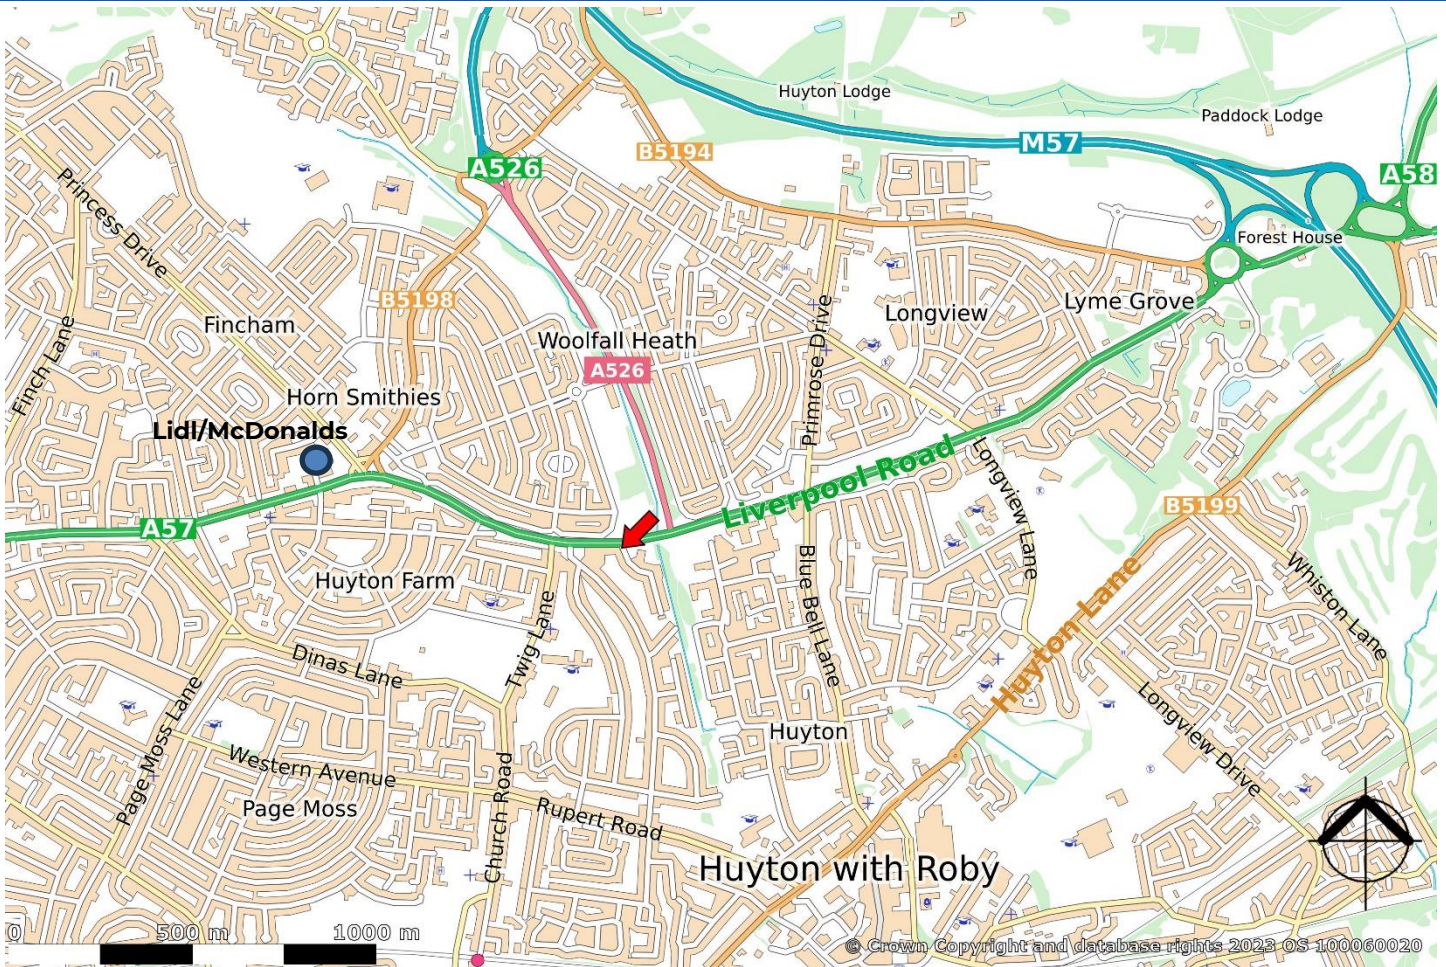 Huyton Lodge
Paddock Lodge
M57
B5194
A526
A58
Princess Drive
Forest House
B5198
Lyme Grove
Longview
Fincham
Woolfall Heath
A526
Primrose Drive
Finch Lane
Horn Smithies
Lidl/McDonalds
Liverpool Road
Longview Lane
B5199
A57
Huyton Farm
Blue Bell Lane
Huyton Lane
Whiston Lane
Twig Lane
Dinas Lane
Page Moss Lane
Longview Drive
Huyton
Western Avenue
Page Moss
Church Road
Rupert Road
Huyton with Roby
0 500 m 1000 m
© Crown Copyright and database rights 2023 OS 100060020